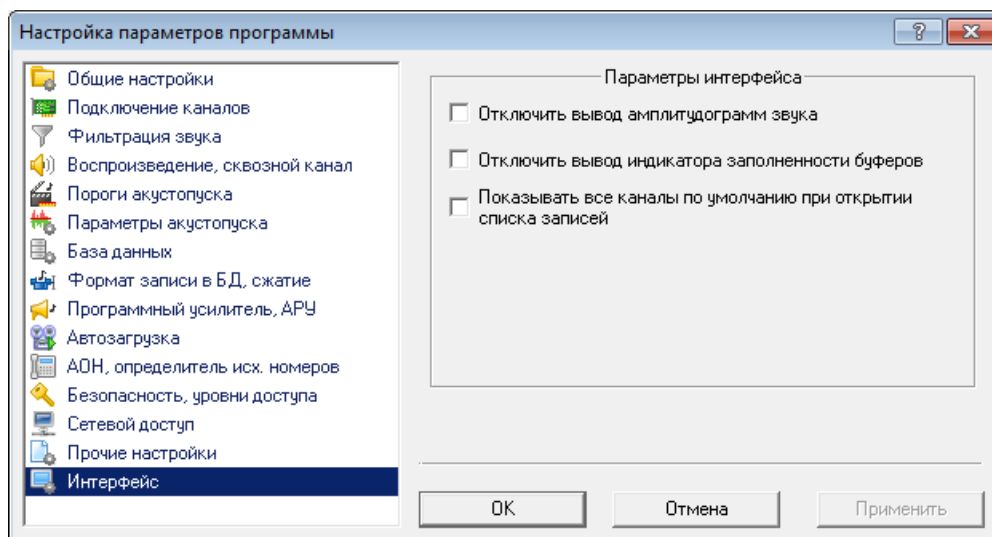 Настройка параметров программы
Общие настройки
Подключение каналов
Фильтрация звука
Воспроизведение, сквозной канал
Пороги акустопуска
Параметры акустопуска
База данных
Формат записи в БД, сжатие
Программный усилитель, АРУ
Автозагрузка
АОН, определитель исх. номеров
Безопасность, уровни доступа
Сетевой доступ
Прочие настройки
Интерфейс
Параметры интерфейса
Отключить вывод амплитудограмм звука
Отключить вывод индикатора заполненности буферов
Показывать все каналы по умолчанию при открытии
списка записей
OK
Отмена
Применить